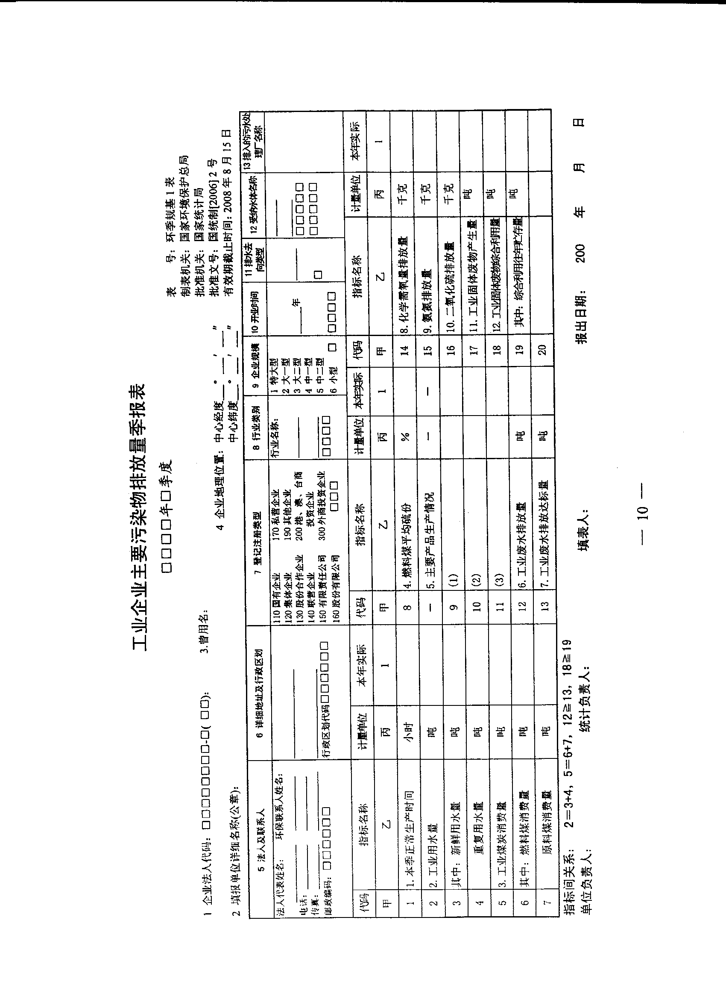 工业企业主要污染物排放量季报表
□□□□年□季度
表　　号：环季规基1表
制表机关：国家环境保护总局
批准机关：国家统计局
批准文号：国统制[2006]2号
有效期截止时间：2008年8月15日
1 企业法人代码：□□□□□□□□-□(□□)：　3.曾用名：
4 企业地理位置：中心经度__°__′__″
中心纬度__°__′__″
2 填报单位详细名称(公章)：
5 法人及联系人　6 详细地址及行政区划　7 登记注册类型　8 行业类别　9 企业规模　10 开业时间　11 排水去向类型　12 受纳水体名称　13 排入的污水处理厂名称
法人代表姓名：　环保联系人姓名：
电话：
传真：
邮政编码：□□□□□□
行政区划代码□□□□□□
110 国有企业　170 私营企业
120 集体企业　190 其他企业
130 股份合作企业　200 港、澳、台商
140 联营企业　投资企业
150 有限责任公司　300 外商投资企业
160 股份有限公司　□□□
行业名称：
□□□□
1 特大型
2 大一型
3 大二型
4 中一型
5 中二型
6 小型　□
____年
□□□□
□
□□□□□
□□□□□
代码　指标名称　计量单位　本年实际　代码　指标名称　计量单位　本年实际　代码　指标名称　计量单位　本年实际
甲　乙　丙　1　甲　乙　丙　1　甲　乙　丙　1
1　1.本季正常生产时间　小时　8　4.燃料煤平均硫份　%　14　8.化学需氧量排放量　千克
2　2.工业用水量　吨　—　5.主要产品生产情况　—　—　15　9.氨氮排放量　千克
3　其中：新鲜用水量　吨　9　(1)　16　10.二氧化硫排放量　千克
4　重复用水量　吨　10　(2)　17　11.工业固体废物产生量　吨
5　3.工业煤炭消费量　吨　11　(3)　18　12.工业固体废物综合利用量　吨
6　其中：燃料煤消费量　吨　12　6.工业废水排放量　吨　19　其中：综合利用往年贮存量　吨
7　原料煤消费量　吨　13　7.工业废水排放达标量　吨　20
指标间关系：　2＝3+4，5＝6+7，12≧13，18≧19
单位负责人：　统计负责人：　填表人：　报出日期：　200　年　月　日
— 10 —